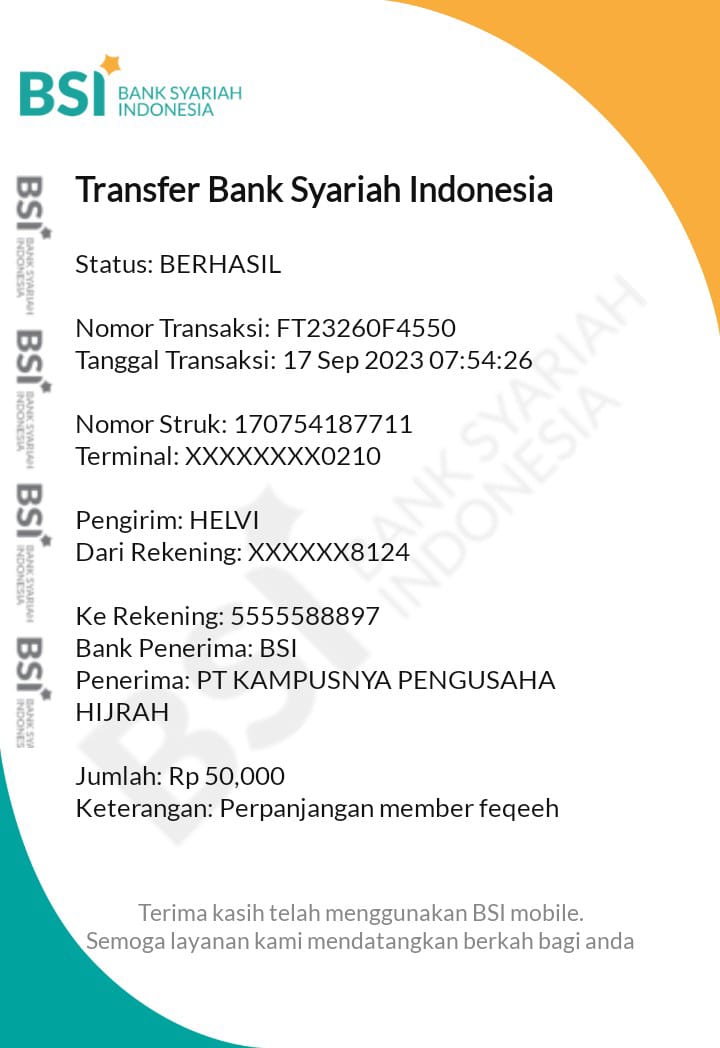 BSI BANK SYARIAH
INDONESIA
Transfer Bank Syariah Indonesia
Status: BERHASIL
Nomor Transaksi: FT23260F4550
Tanggal Transaksi: 17 Sep 2023 07:54:26
Nomor Struk: 170754187711
Terminal: XXXXXXXX0210
Pengirim: HELVI
Dari Rekening: XXXXXX8124
Ke Rekening: 5555588897
Bank Penerima: BSI
Penerima: PT KAMPUSNYA PENGUSAHA
HIJRAH
Jumlah: Rp 50,000
Keterangan: Perpanjangan member feqeeh
Terima kasih telah menggunakan BSI mobile.
Semoga layanan kami mendatangkan berkah bagi anda
BSI BANK SYARIAH
INDONESIA
BSI BANK SYARIAH
INDONESIA
BSI BANK SYARIAH
INDONESIA
BSI BANK SYA
INDONES
BSI BANK SYARIAH
INDONESIA